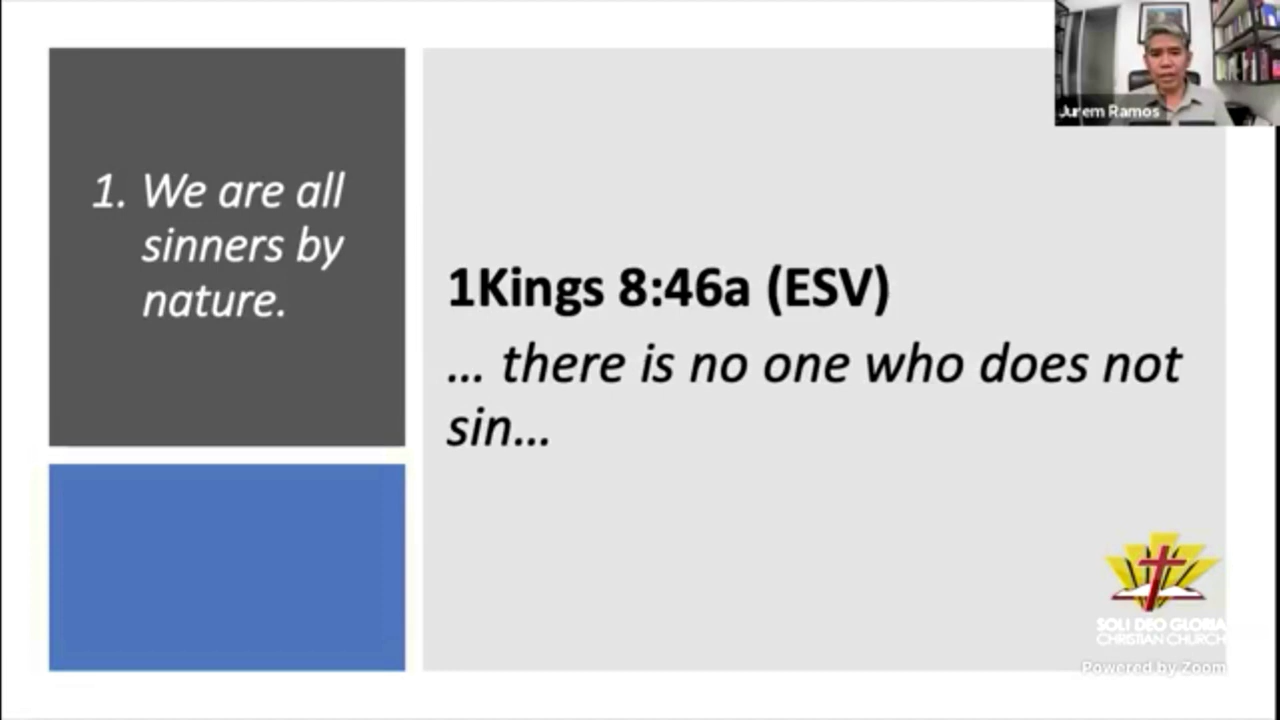 1. We are all
sinners by
nature.
1Kings 8:46a (ESV)
... there is no one who does not
sin...
Jurem Ramos
SOLI DEO GLORIA
CHRISTIAN CHURCH
Powered by Zoom